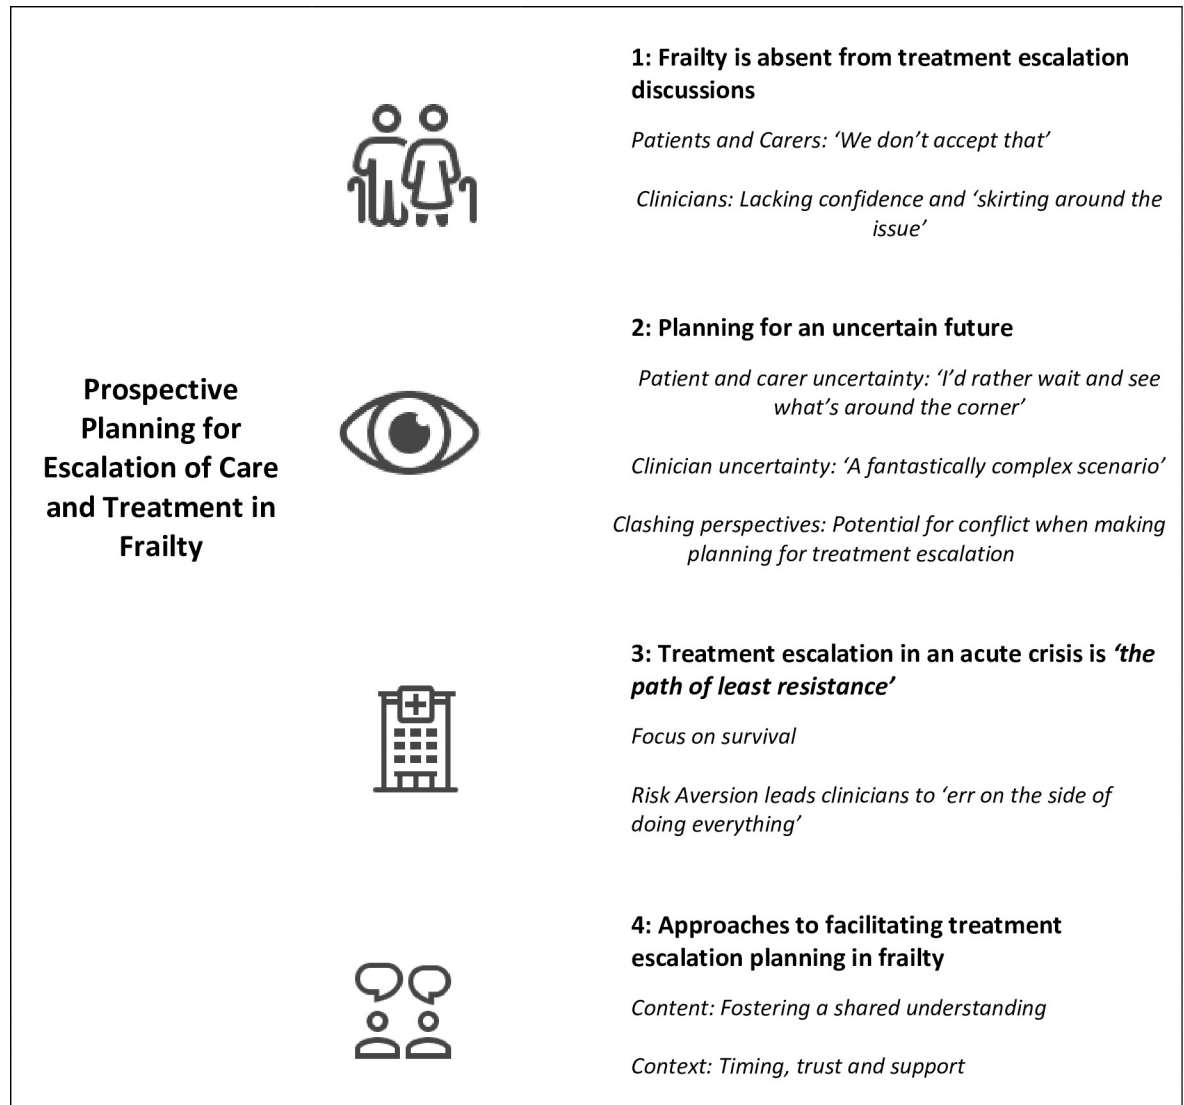 Prospective
Planning for
Escalation of Care
and Treatment in
Frailty
1: Frailty is absent from treatment escalation
discussions
Patients and Carers: ‘We don’t accept that’
Clinicians: Lacking confidence and ‘skirting around the
issue’
2: Planning for an uncertain future
Patient and carer uncertainty: ‘I’d rather wait and see
what’s around the corner’
Clinician uncertainty: ‘A fantastically complex scenario’
Clashing perspectives: Potential for conflict when making
planning for treatment escalation
3: Treatment escalation in an acute crisis is ‘the
path of least resistance’
Focus on survival
Risk Aversion leads clinicians to ‘err on the side of
doing everything’
4: Approaches to facilitating treatment
escalation planning in frailty
Content: Fostering a shared understanding
Context: Timing, trust and support